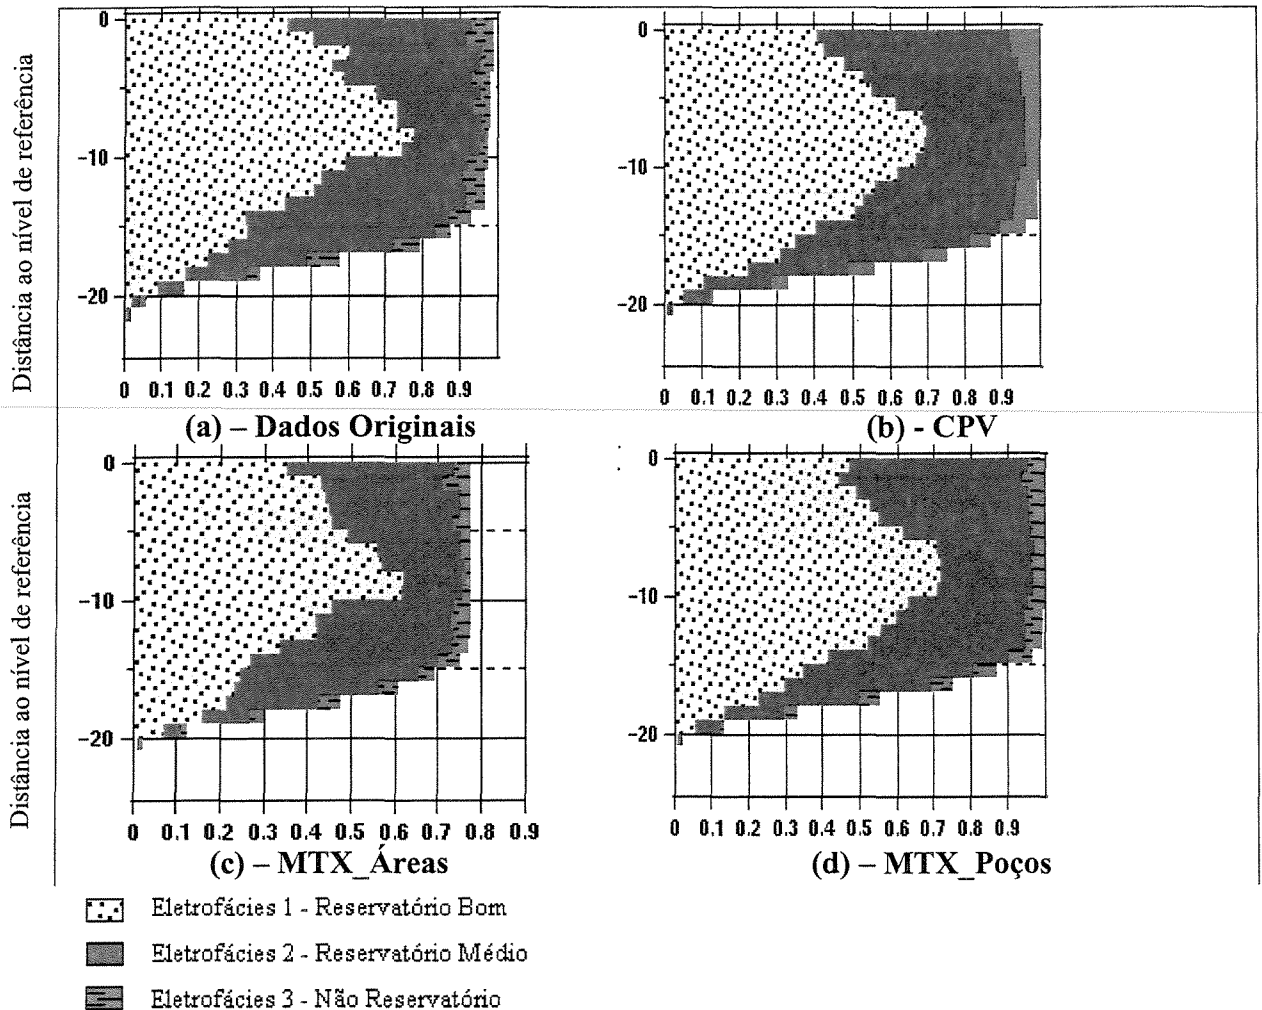 Distância ao nível de referência
0
-10
-20
0 0.1 0.2 0.3 0.4 0.5 0.6 0.7 0.8 0.9
(a) – Dados Originais
0
-10
-20
0 0.1 0.2 0.3 0.4 0.5 0.6 0.7 0.8 0.9
(b) - CPV
Distância ao nível de referência
0
-10
-20
0 0.1 0.2 0.3 0.4 0.5 0.6 0.7 0.8 0.9
(c) – MTX_Áreas
0
-10
-20
0 0.1 0.2 0.3 0.4 0.5 0.6 0.7 0.8 0.9
(d) – MTX_Poços
Eletrofácies 1 - Reservatório Bom
Eletrofácies 2 - Reservatório Médio
Eletrofácies 3 - Não Reservatório